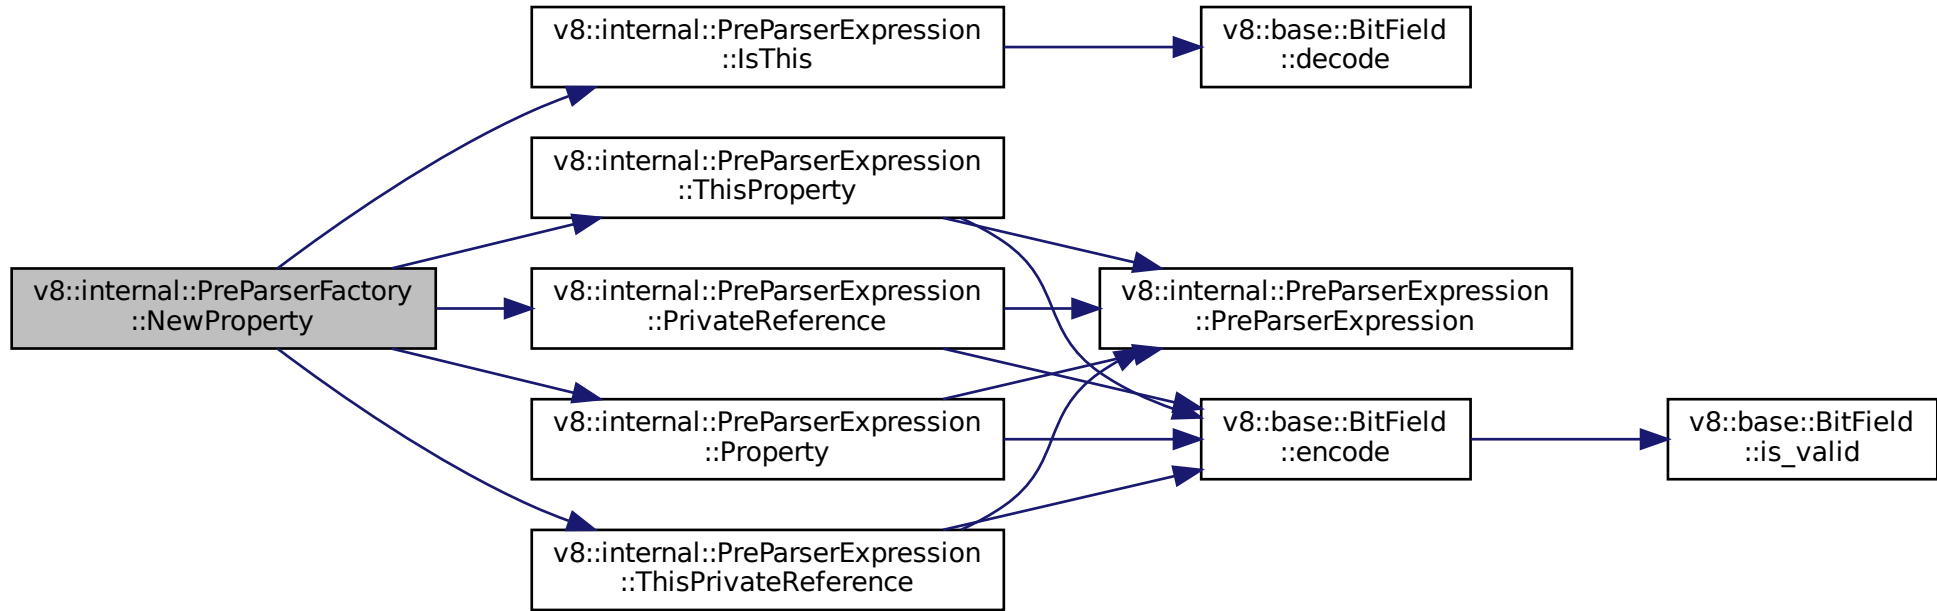 v8::internal::PreParserFactory
::NewProperty
v8::internal::PreParserExpression
::IsThis
v8::base::BitField
::decode
v8::internal::PreParserExpression
::ThisProperty
v8::internal::PreParserExpression
::PrivateReference
v8::internal::PreParserExpression
::PreParserExpression
v8::internal::PreParserExpression
::Property
v8::base::BitField
::encode
v8::base::BitField
::is_valid
v8::internal::PreParserExpression
::ThisPrivateReference